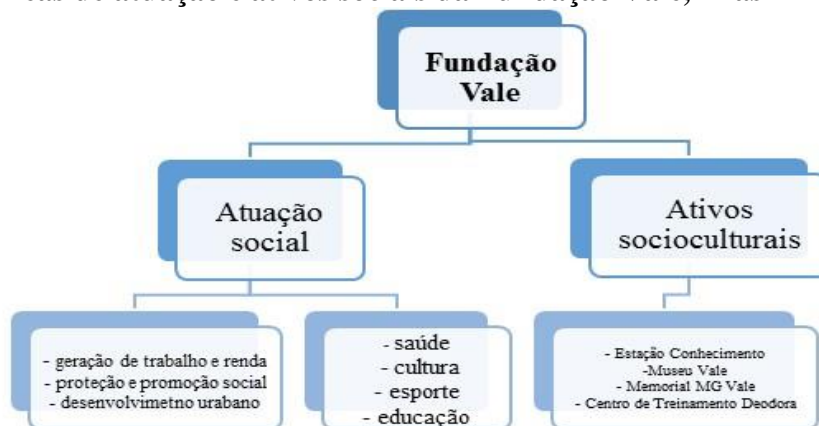 Fundação
Vale
Atuação
social
Ativos
socioculturais
- geração de trabalho e renda
- proteção e promoção social
- desenvolvimetno urabano
- saúde
- cultura
- esporte
- educação
- Estação Conhecimento
-Museu Vale
- Memorial MG Vale
- Centro de Treinamento Deodora